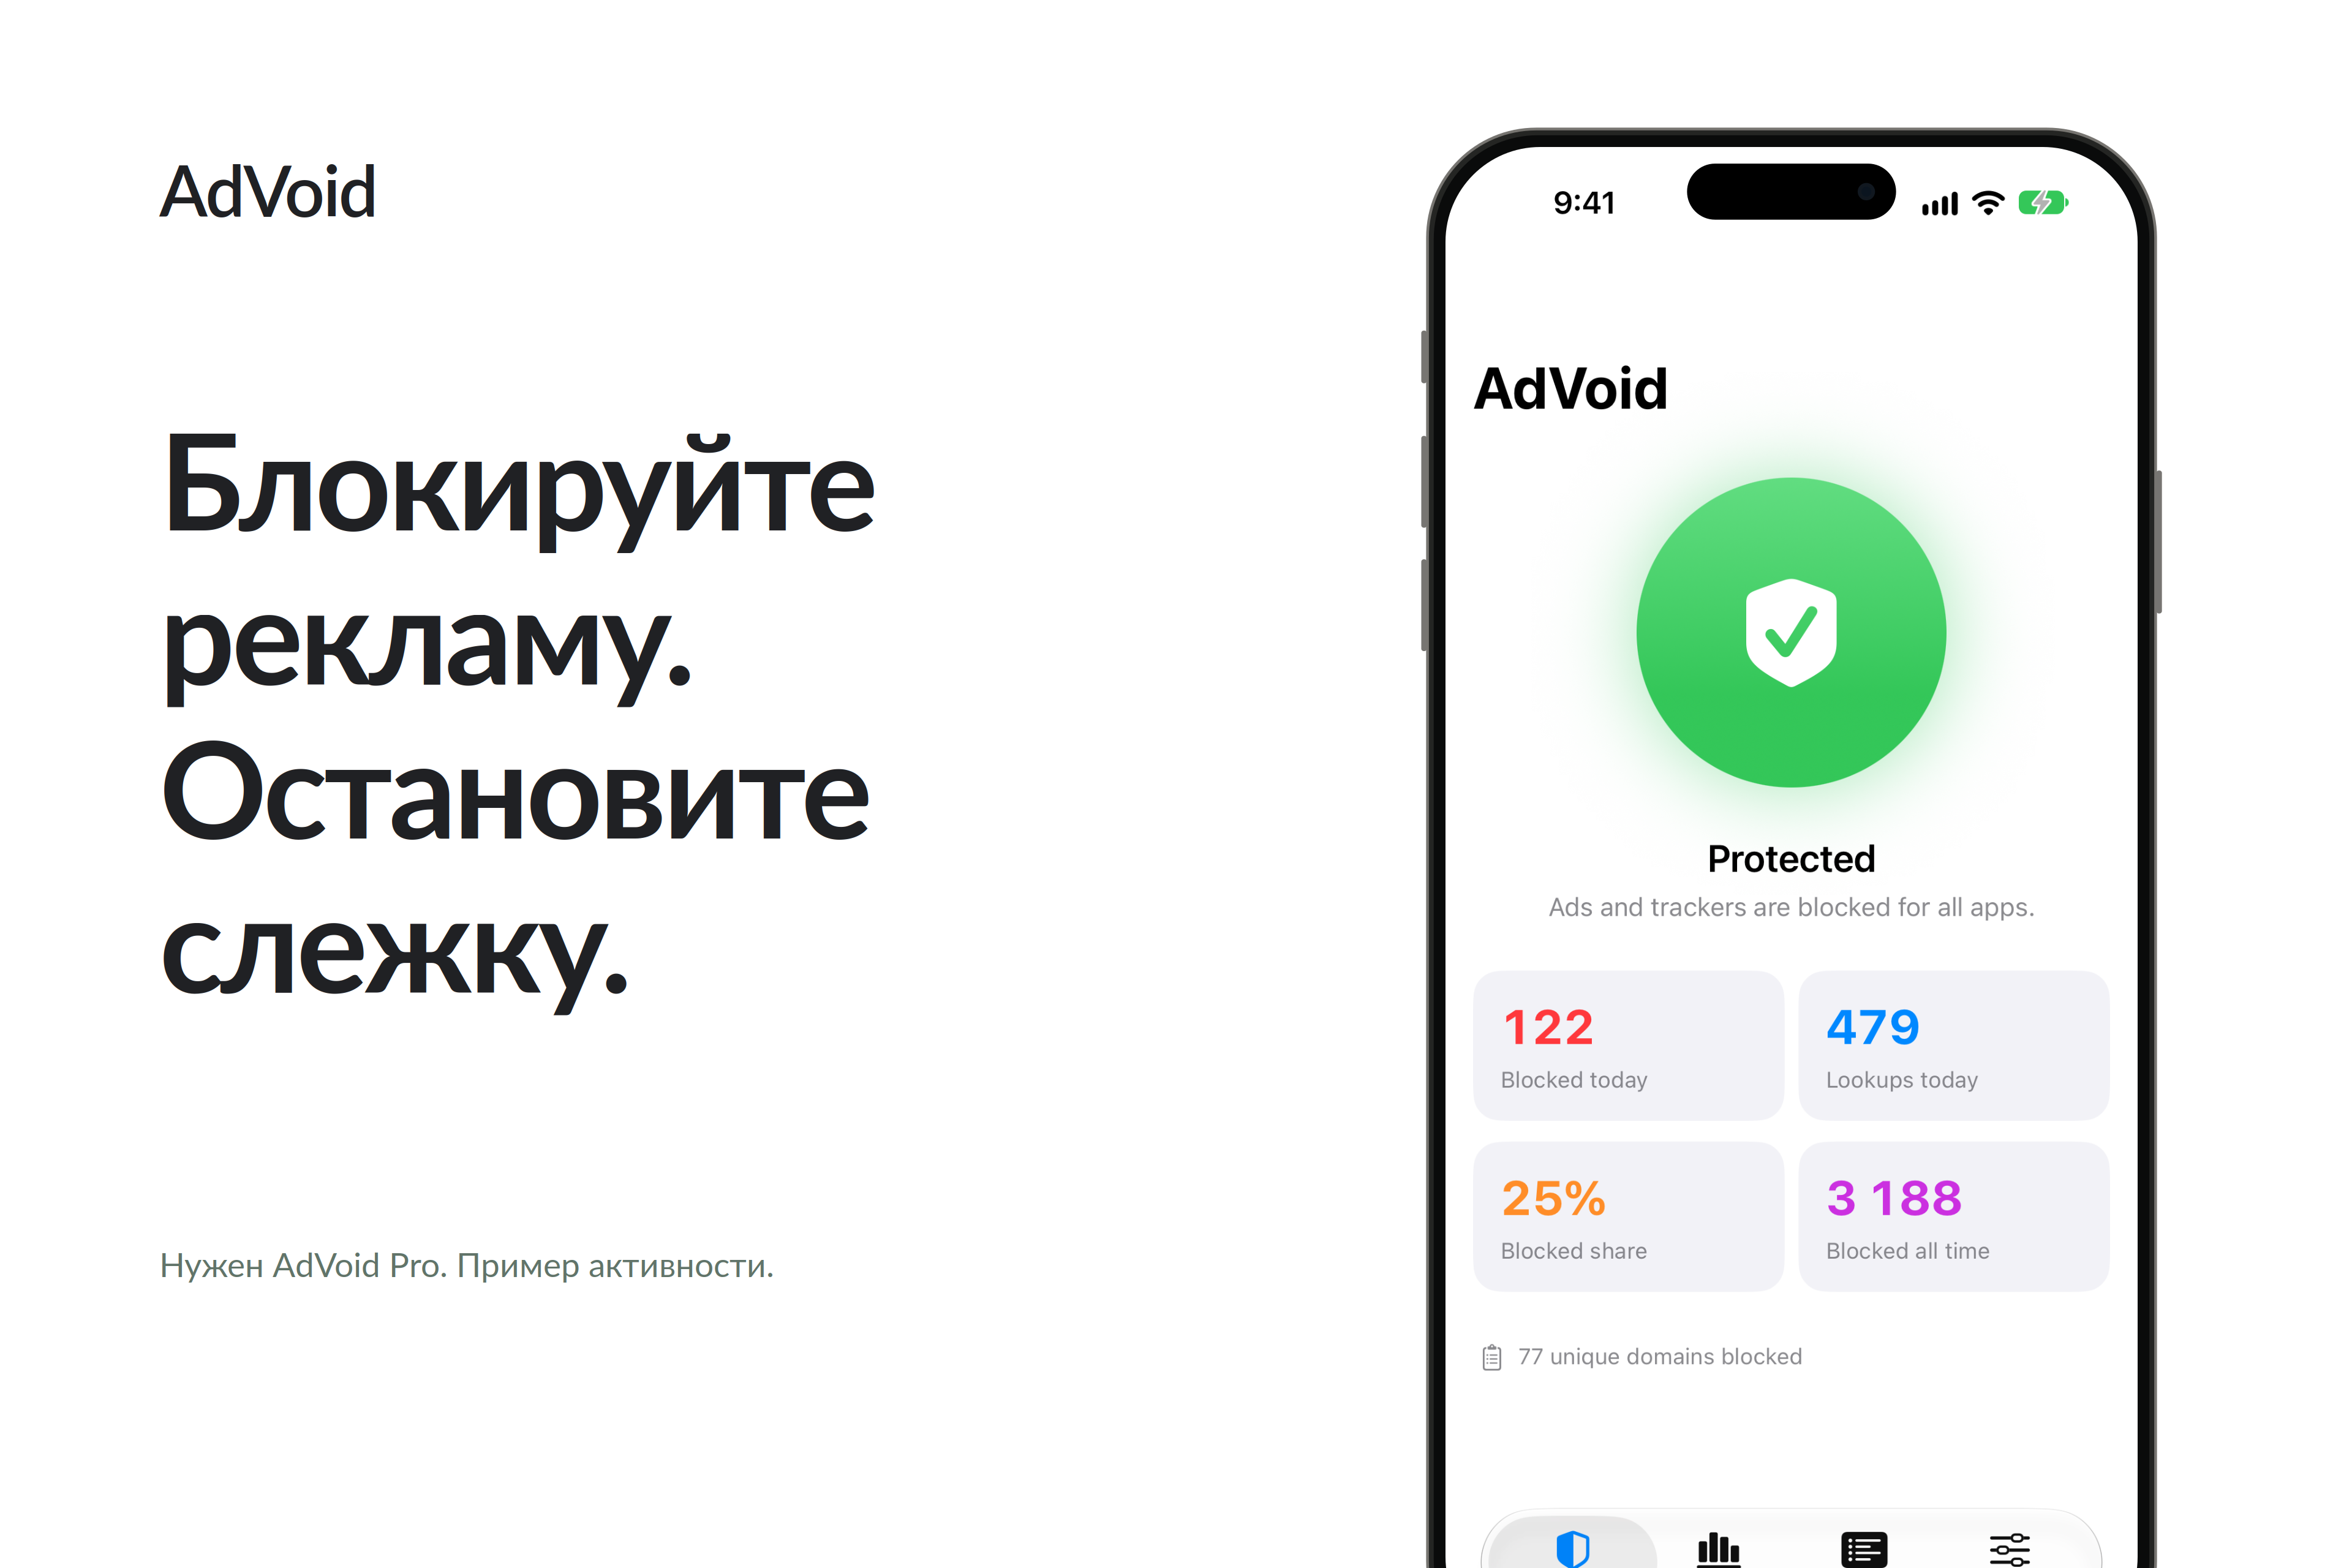 AdVoid
Блокируйте
рекламу.
Остановите
слежку.
Нужен AdVoid Pro. Пример активности.
9:41
AdVoid
Protected
Ads and trackers are blocked for all apps.
122
Blocked today
479
Lookups today
25%
Blocked share
3 188
Blocked all time
77 unique domains blocked